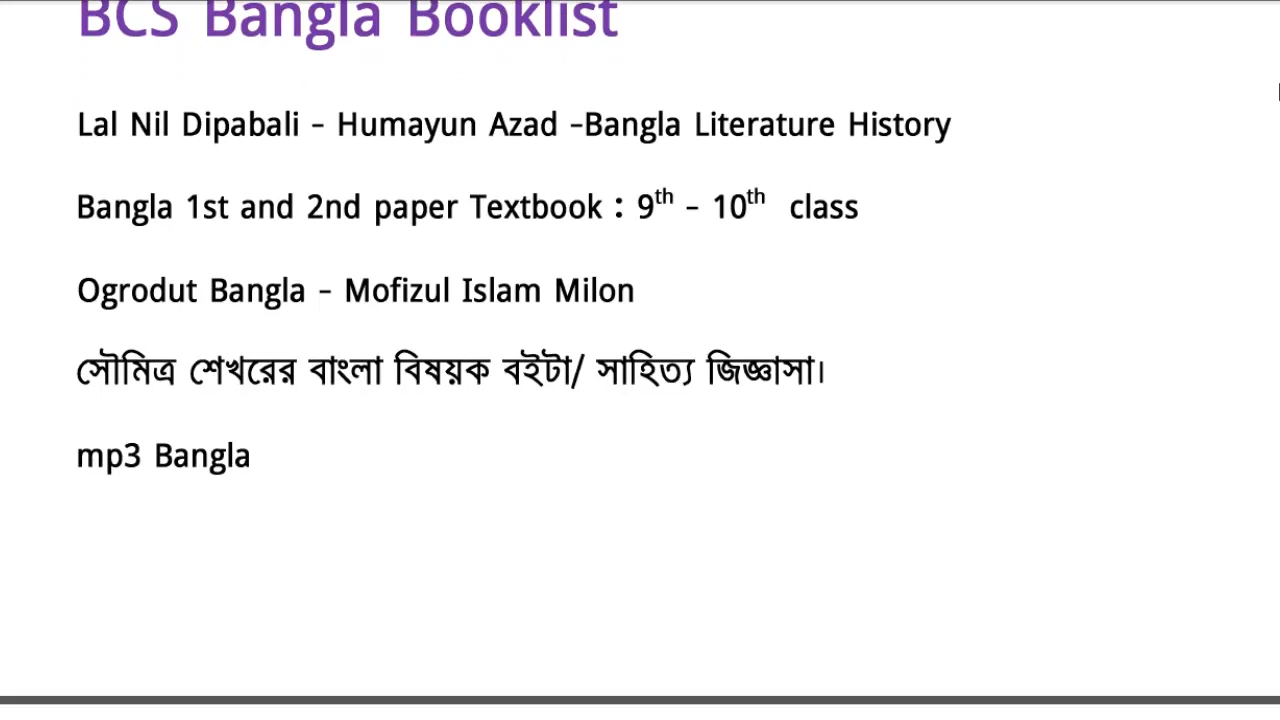 BCS Bangla Booklist
Lal Nil Dipabali - Humayun Azad -Bangla Literature History
Bangla 1st and 2nd paper Textbook : 9th - 10th class
Ogrodut Bangla - Mofizul Islam Milon
সৌমিত্র শেখরের বাংলা বিষয়ক বইটা/ সাহিত্য জিজ্ঞাসা।
mp3 Bangla